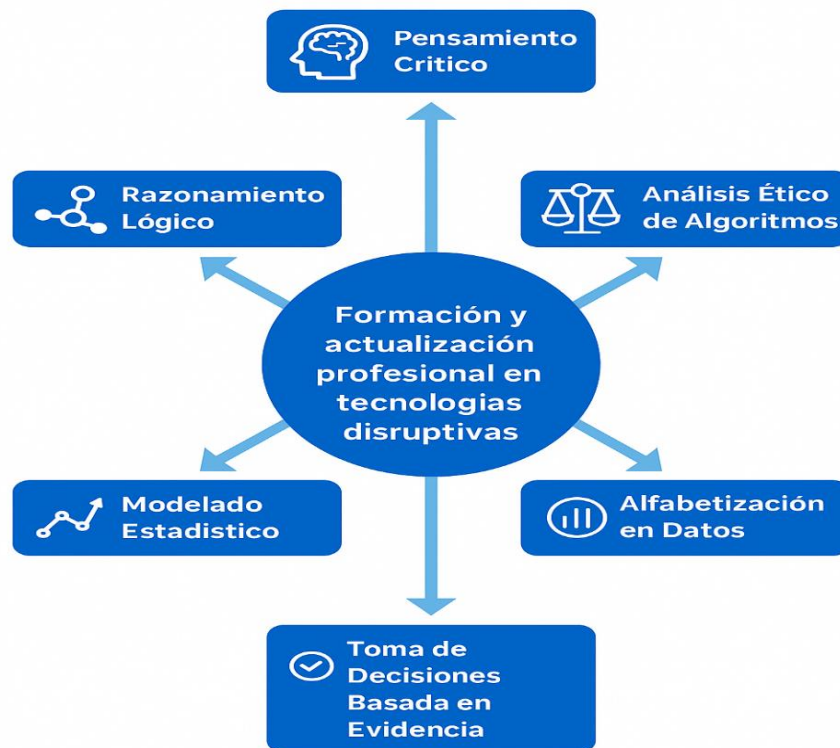 Pensamiento
Critico
Razonamiento
Lógico
Análisis Ético
de Algoritmos
Formación y
actualización
profesional en
tecnologias
disruptivas
Modelado
Estadistico
Alfabetización
en Datos
Toma de
Decisiones
Basada en
Evidencia